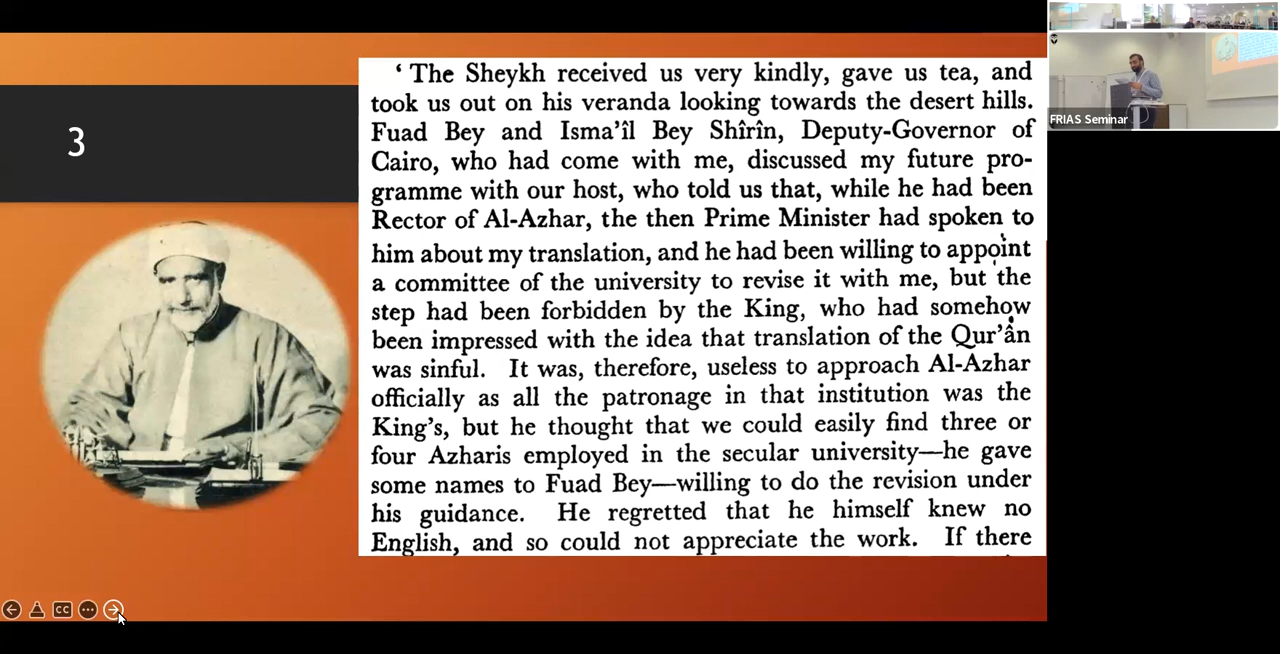 3
‘ The Sheykh received us very kindly, gave us tea, and
took us out on his veranda looking towards the desert hills.
Fuad Bey and Isma’îl Bey Shîrîn, Deputy-Governor of
Cairo, who had come with me, discussed my future pro-
gramme with our host, who told us that, while he had been
Rector of Al-Azhar, the then Prime Minister had spoken to
him about my translation, and he had been willing to appoint
a committee of the university to revise it with me, but the
step had been forbidden by the King, who had somehow
been impressed with the idea that translation of the Qur’ân
was sinful. It was, therefore, useless to approach Al-Azhar
officially as all the patronage in that institution was the
King’s, but he thought that we could easily find three or
four Azharis employed in the secular university—he gave
some names to Fuad Bey—willing to do the revision under
his guidance. He regretted that he himself knew no
English, and so could not appreciate the work. If there
CC
FRIAS Seminar